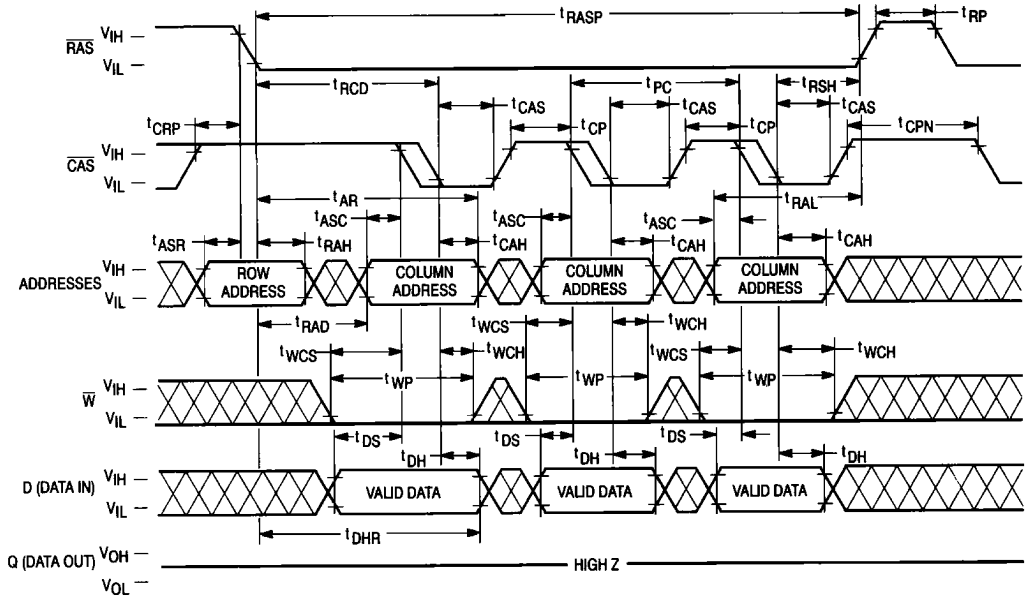 tRASP
tRP
RAS VIH
VIL
tRCD
tPC
tRSH
tCAS
tCAS
tCAS
tCRP
tCP
tCP
tCPN
CAS VIH
VIL
tAR
tRAL
tASC
tASC
tASC
tASR
tRAH
tCAH
tCAH
tCAH
ADDRESSES VIH
VIL
ROW ADDRESS
COLUMN ADDRESS
COLUMN ADDRESS
COLUMN ADDRESS
tRAD
tWCS
tWCH
tWCS
tWCH
tWCS
tWCH
tWP
tWP
tWP
W VIH
VIL
tDS
tDS
tDS
tDH
tDH
tDH
D (DATA IN) VIH
VIL
VALID DATA
VALID DATA
VALID DATA
tDHR
Q (DATA OUT) VOH
VOL
HIGH Z